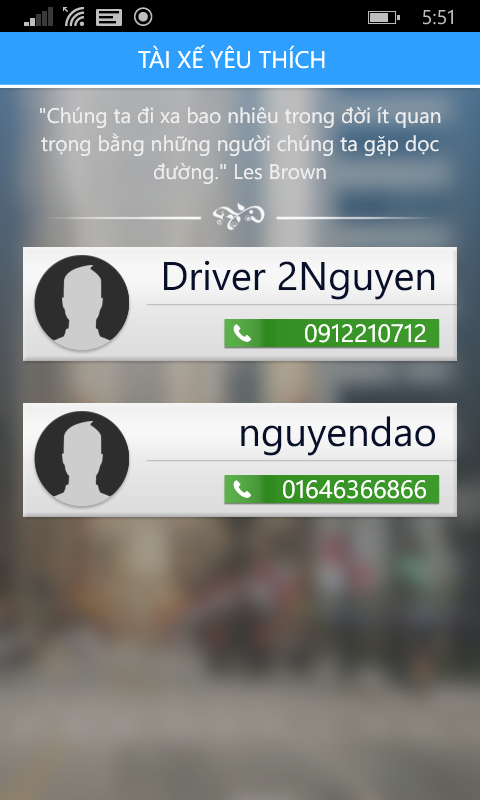 5:51
TÀI XẾ YÊU THÍCH
"Chúng ta đi xa bao nhiêu trong đời ít quan
trọng bằng những người chúng ta gặp dọc
đường." Les Brown
Driver 2Nguyen
0912210712
nguyendao
01646366866